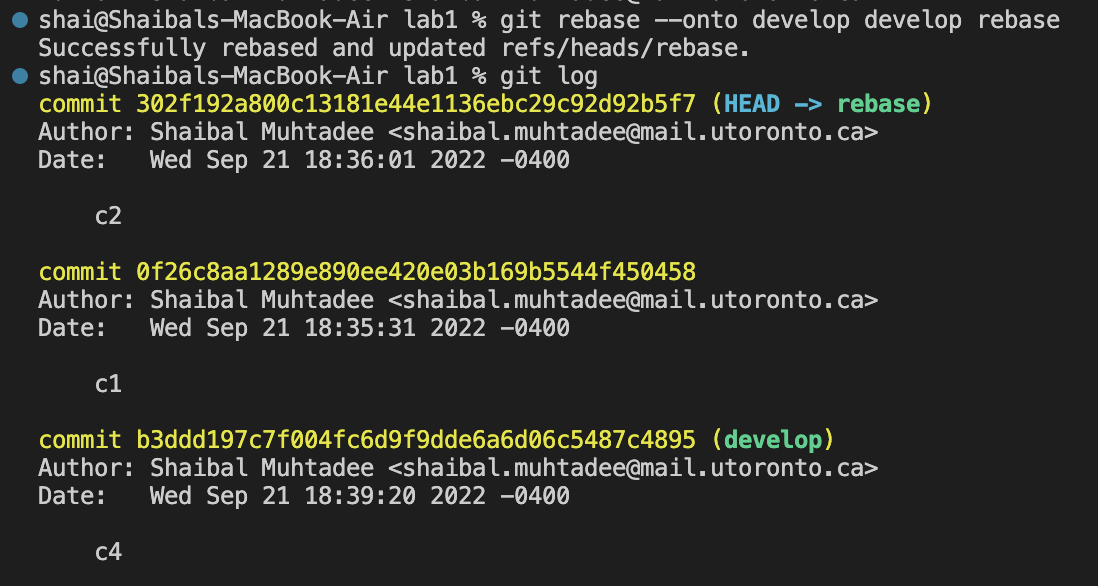 shai@Shaibals-MacBook-Air lab1 % git rebase --onto develop develop rebase
Successfully rebased and updated refs/heads/rebase.
shai@Shaibals-MacBook-Air lab1 % git log
commit 302f192a800c13181e44e1136ebc29c92d92b5f7 (HEAD -> rebase)
Author: Shaibal Muhtadee <shaibal.muhtadee@mail.utoronto.ca>
Date:   Wed Sep 21 18:36:01 2022 -0400
c2
commit 0f26c8aa1289e890ee420e03b169b5544f450458
Author: Shaibal Muhtadee <shaibal.muhtadee@mail.utoronto.ca>
Date:   Wed Sep 21 18:35:31 2022 -0400
c1
commit b3ddd197c7f004fc6d9f9dde6a6d06c5487c4895 (develop)
Author: Shaibal Muhtadee <shaibal.muhtadee@mail.utoronto.ca>
Date:   Wed Sep 21 18:39:20 2022 -0400
c4